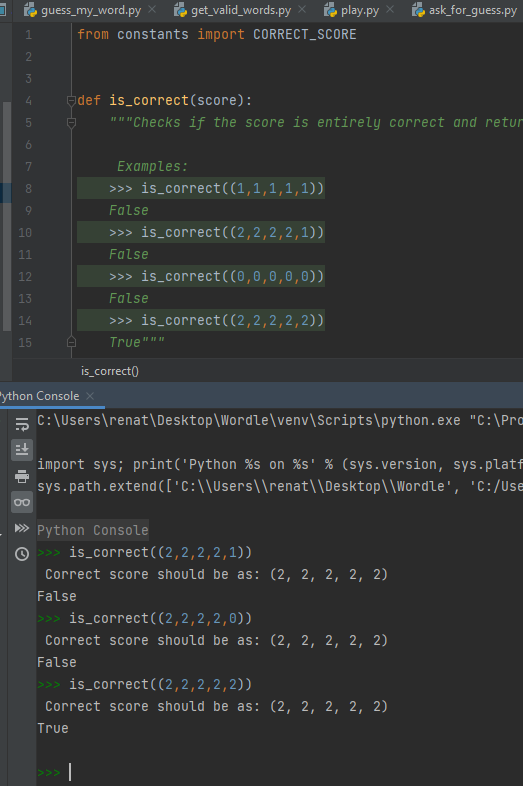 guess_my_word.py get_valid_words.py play.py ask_for_guess.py
1 from constants import CORRECT_SCORE
2
3
4 def is_correct(score):
5 """Checks if the score is entirely correct and retur
6
7 Examples:
8 >>> is_correct((1,1,1,1,1))
9 False
10 >>> is_correct((2,2,2,2,1))
11 False
12 >>> is_correct((0,0,0,0,0))
13 False
14 >>> is_correct((2,2,2,2,2))
15 True"""
is_correct()
Python Console
C:\Users\renat\Desktop\Wordle\venv\Scripts\python.exe "C:\Pro
import sys; print('Python %s on %s' % (sys.version, sys.platf
sys.path.extend(['C:\\Users\\renat\\Desktop\\Wordle', 'C:/Use
Python Console
>>> is_correct((2,2,2,2,1))
Correct score should be as: (2, 2, 2, 2, 2)
False
>>> is_correct((2,2,2,2,0))
Correct score should be as: (2, 2, 2, 2, 2)
False
>>> is_correct((2,2,2,2,2))
Correct score should be as: (2, 2, 2, 2, 2)
True
>>>